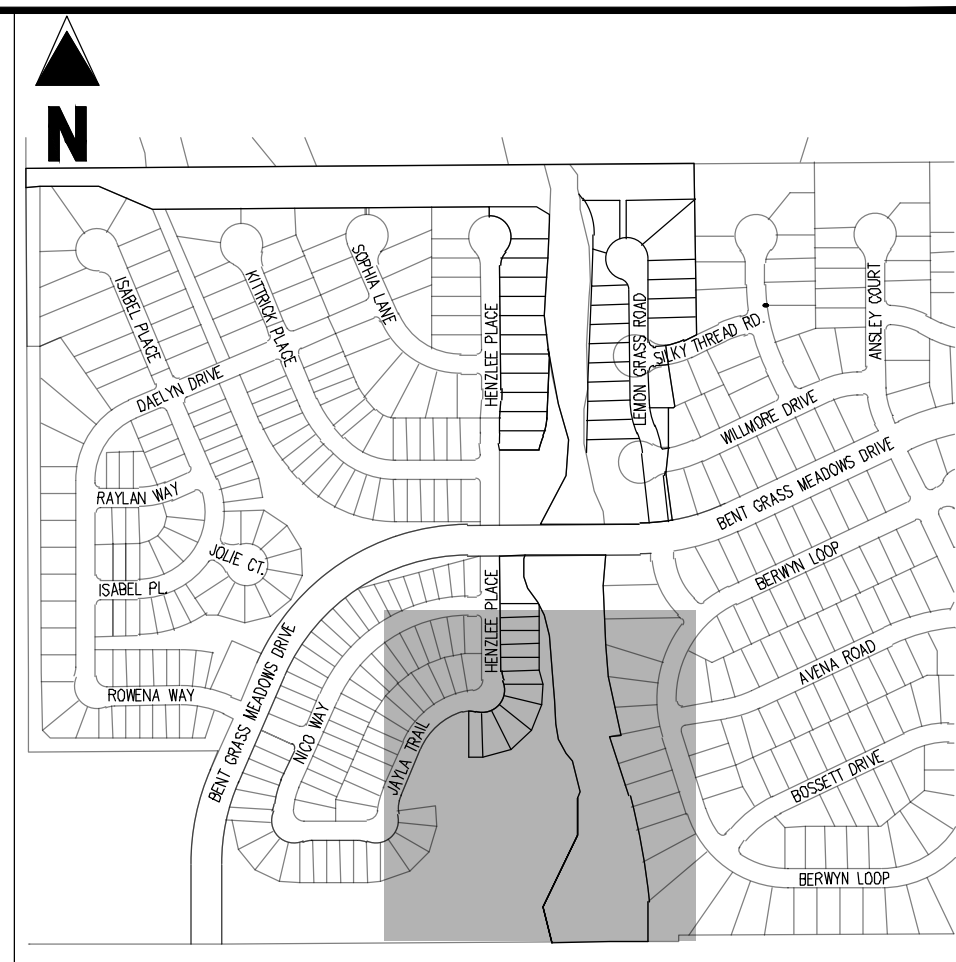 N
ISABEL PLACE
KITTRICK PLACE
SOPHIA LANE
HENZLEE PLACE
LEMON GRASS ROAD
SILKY THREAD RD.
ANSLEY COURT
DAELYN DRIVE
WILLMORE DRIVE
BENT GRASS MEADOWS DRIVE
RAYLAN WAY
JOLIE CT.
BERWYN LOOP
ISABEL PL.
HENZLEE PLACE
BENT GRASS MEADOWS DRIVE
AVENA ROAD
ROWENA WAY
NICO WAY
JAYLA TRAIL
BOSSETT DRIVE
BERWYN LOOP